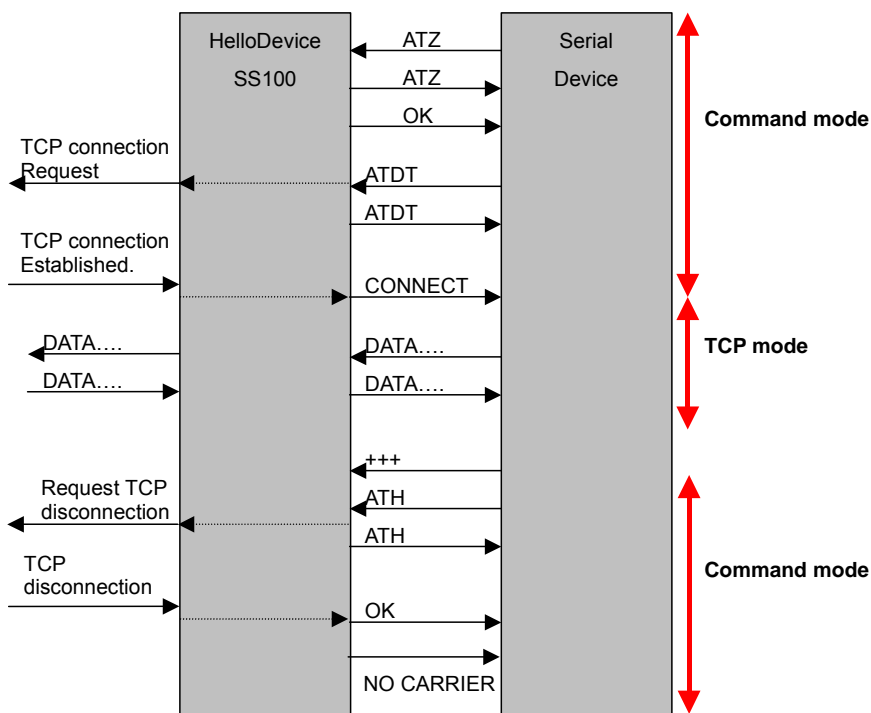 HelloDevice
SS100
Serial
Device
ATZ
ATZ
OK
Command mode
TCP connection
Request
ATDT
ATDT
TCP connection
Established.
CONNECT
DATA....
DATA....
TCP mode
DATA....
DATA....
+++
Request TCP
disconnection
ATH
ATH
TCP
disconnection
Command mode
OK
NO CARRIER